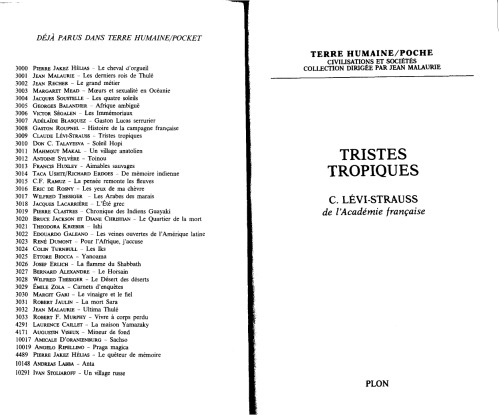 DÉJÀ PARUS DANS TERRE HUMAINE/POCKET
3000 PIERRE JAKEZ HÉLIAS - Le cheval d'orgueil
3001 JEAN MALAURIE - Les derniers rois de Thulé
3002 JEAN RECHER - Le grand métier
3003 MARGARET MEAD - Mœurs et sexualité en Océanie
3004 JACQUES SOUSTELLE - Les quatre soleils
3005 GEORGES BALANDIER - Afrique ambiguë
3006 VICTOR SEGALEN - Les Immémoriaux
3007 ADÉLAÏDE BLASQUEZ - Gaston Lucas serrurier
3008 GASTON ROUPNEL - Histoire de la campagne française
3009 CLAUDE LÉVI-STRAUSS - Tristes tropiques
3010 DON C. TALAYESVA - Soleil Hopi
3011 MAHMOUT MAKAL - Un village anatolien
3012 ANTOINE SYLVÈRE - Toinou
3013 FRANCIS HUXLEY - Aimables sauvages
3014 TACA USHTE/RICHARD ERDOES - De mémoire indienne
3015 C.F. RAMUZ - La pensée remonte les fleuves
3016 ERIC DE ROSNY - Les yeux de ma chèvre
3017 WILFRED THESIGER - Les Arabes des marais
3018 JACQUES LACARRIÈRE - L'Été grec
3019 PIERRE CLASTRES - Chronique des Indiens Guayaki
3020 BRUCE JACKSON ET DIANE CHRISTIAN - Le Quartier de la mort
3021 THEODORA KROEBER - Ishi
3022 EDOUARDO GALEANO - Les veines ouvertes de l'Amérique latine
3023 RENÉ DUMONT - Pour l'Afrique, j'accuse
3024 COLIN TURNBULL - Les Iks
3025 ETTORE BIOCCA - Yanoama
3026 JOSEF ERLICH - La flamme du Shabbath
3027 BERNARD ALEXANDRE - Le Horsain
3028 WILFRED THESIGER - Le Désert des déserts
3029 ÉMILE ZOLA - Carnets d'enquêtes
3030 MARGIT GARI - Le vinaigre et le fiel
3031 ROBERT JAULIN - La mort Sara
3032 JEAN MALAURIE - Ultima Thulé
3033 ROBERT F. MURPHY - Vivre à corps perdu
4291 LAURENCE CAILLET - La maison Yamazaky
4171 AUGUSTIN VISEUX - Mineur de fond
10017 AMICALE D'ORANIENBURG - Sachso
10019 ANGELO RIPELLINO - Praga magica
4489 PIERRE JAKEZ HÉLIAS - Le quêteur de mémoire
10148 ANDREAS LABBA - Anta
10291 IVAN STOLIAROFF - Un village russe
TERRE HUMAINE/POCHE
CIVILISATIONS ET SOCIÉTÉS
COLLECTION DIRIGÉE PAR JEAN MALAURIE
TRISTES
TROPIQUES
C. LÉVI-STRAUSS
de l'Académie française
PLON